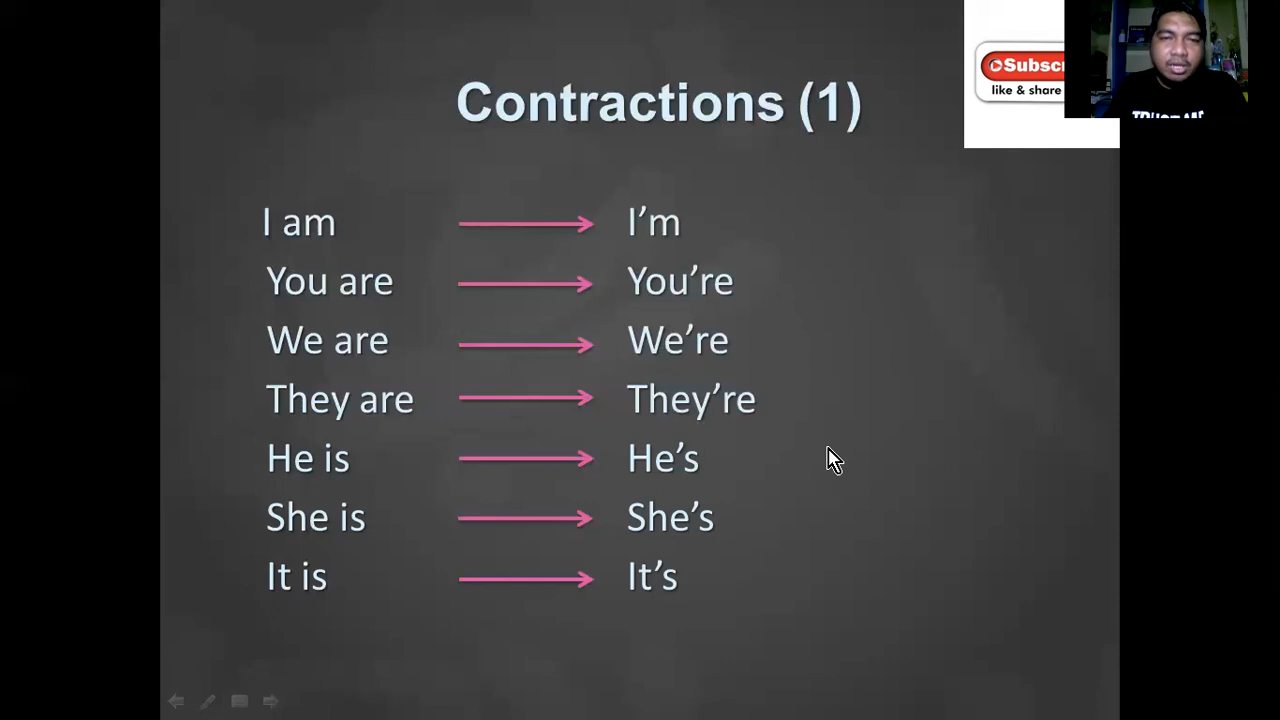 Contractions (1)
like & share
I am I’m
You are You’re
We are We’re
They are They’re
He is He’s
She is She’s
It is It’s